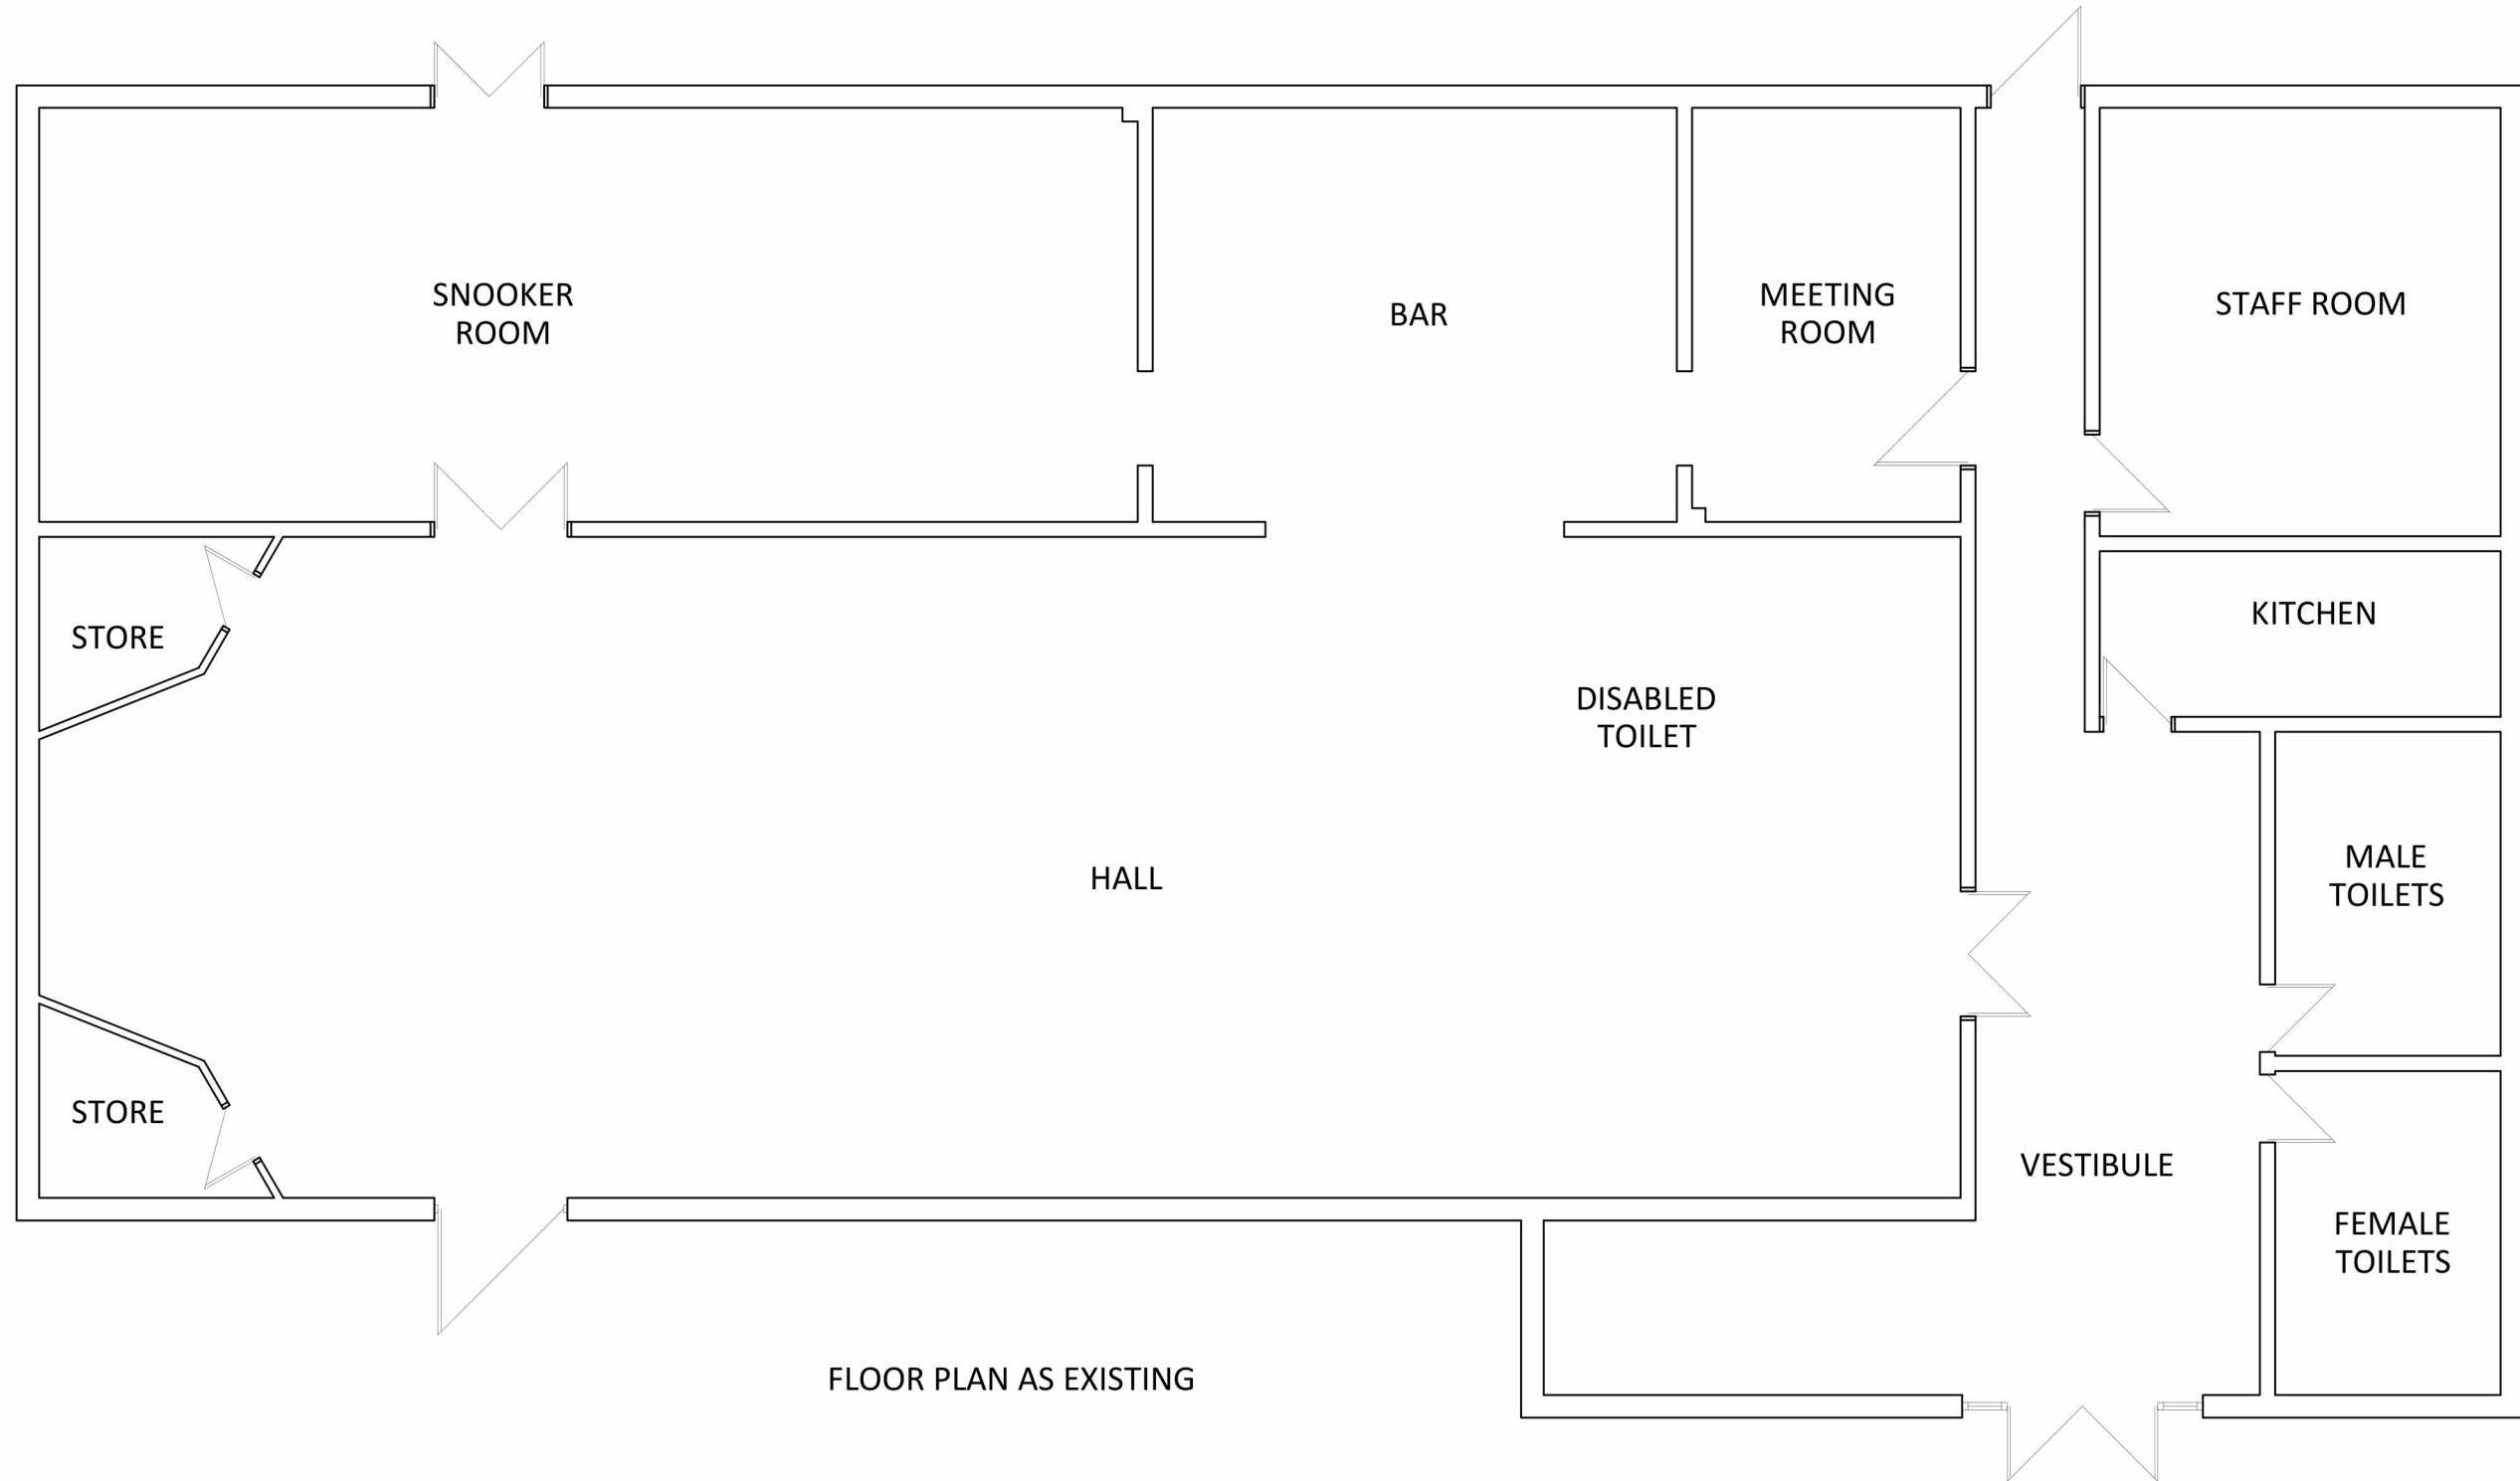 SNOOKER
ROOM
BAR
MEETING
ROOM
STAFF ROOM
STORE
KITCHEN
DISABLED
TOILET
HALL
MALE
TOILETS
STORE
VESTIBULE
FEMALE
TOILETS
FLOOR PLAN AS EXISTING